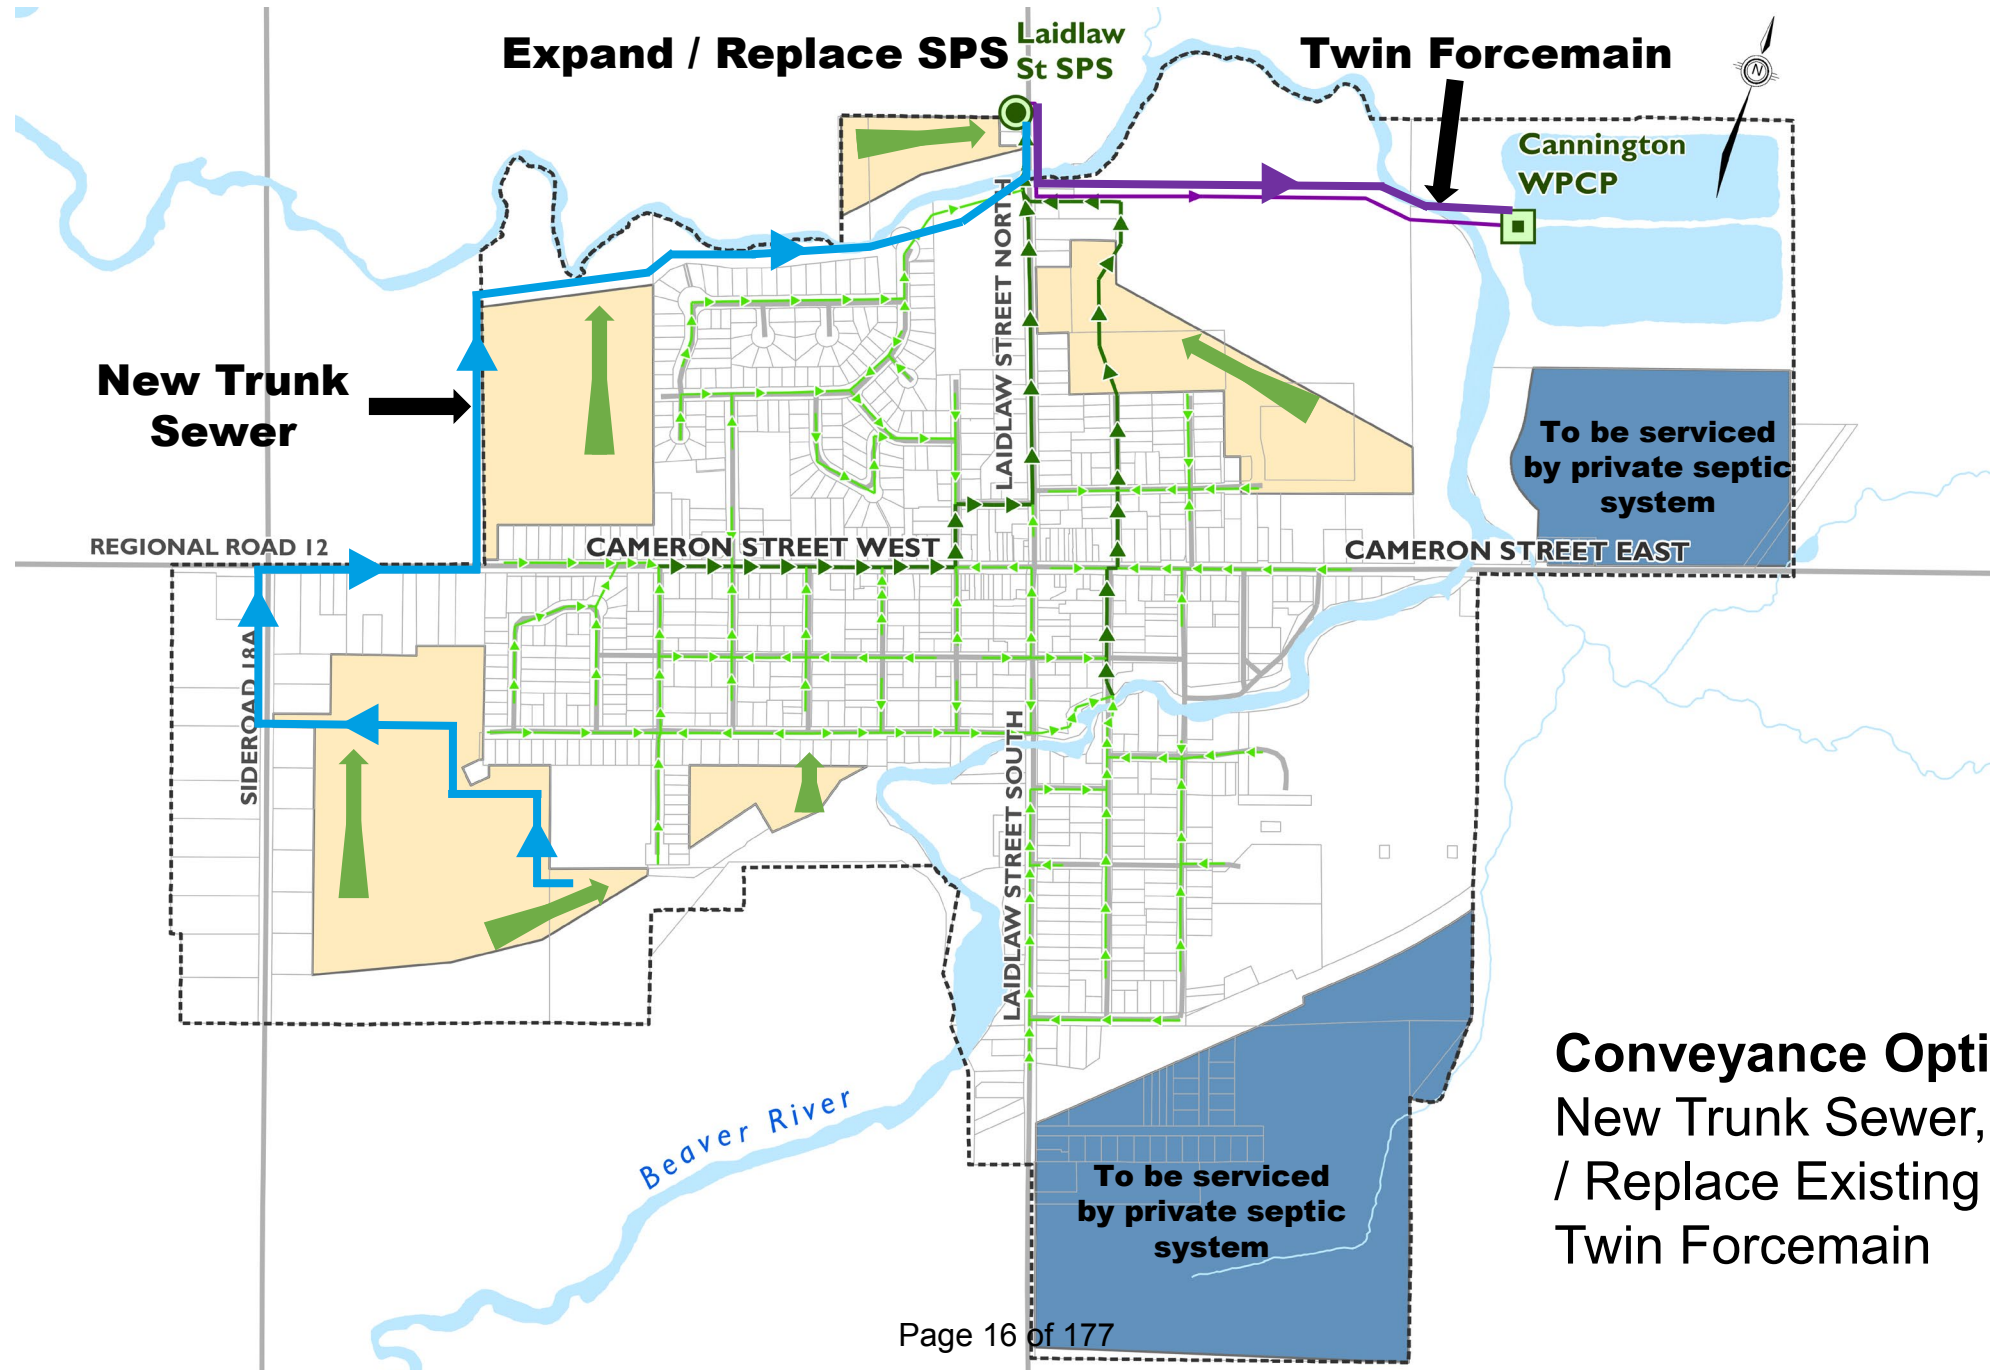 Expand / Replace SPS
Laidlaw
St SPS
Twin Forcemain
N
Cannington
WPCP
LAIDLAW STREET NORTH
New Trunk
Sewer
To be serviced
by private septic
system
REGIONAL ROAD 12
CAMERON STREET WEST
CAMERON STREET EAST
SIDEROAD 18A
LAIDLAW STREET SOUTH
Beaver River
To be serviced
by private septic
system
Conveyance Opti
New Trunk Sewer,
/ Replace Existing
Twin Forcemain
Page 16 of 177